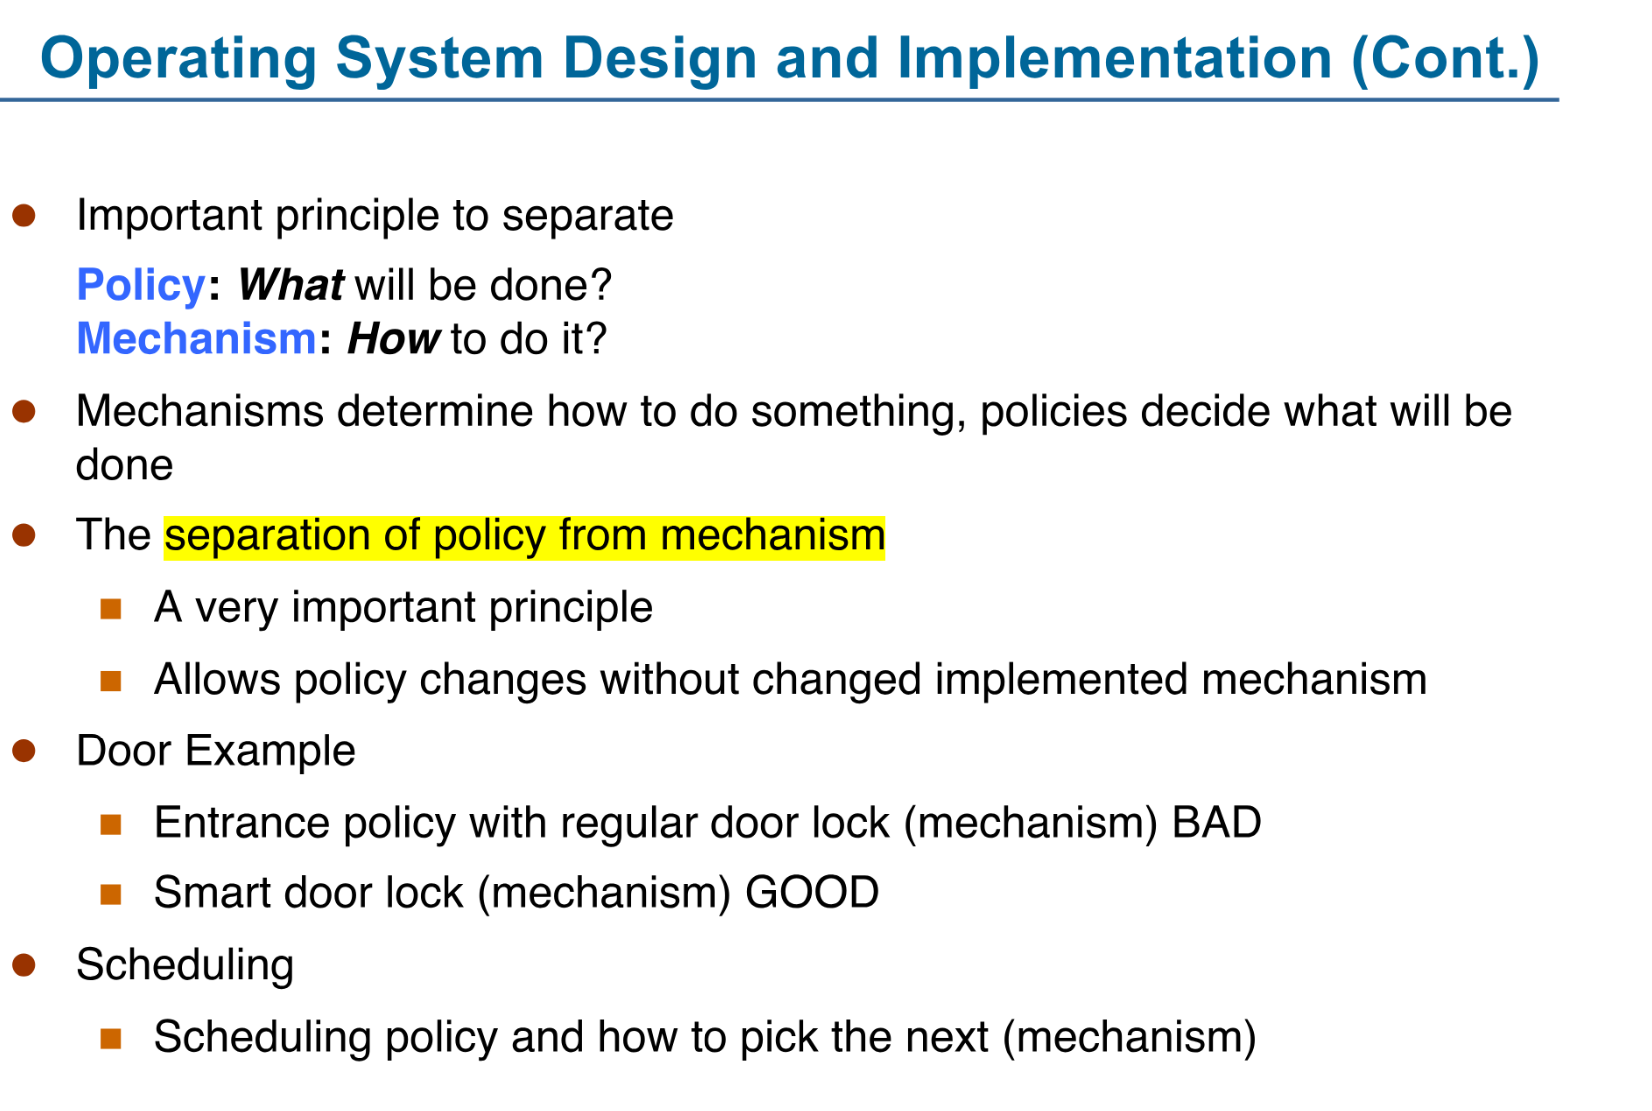 Operating System Design and Implementation (Cont.)
Important principle to separate
Policy: What will be done?
Mechanism: How to do it?
Mechanisms determine how to do something, policies decide what will be
done
The separation of policy from mechanism
A very important principle
Allows policy changes without changed implemented mechanism
Door Example
Entrance policy with regular door lock (mechanism) BAD
Smart door lock (mechanism) GOOD
Scheduling
Scheduling policy and how to pick the next (mechanism)